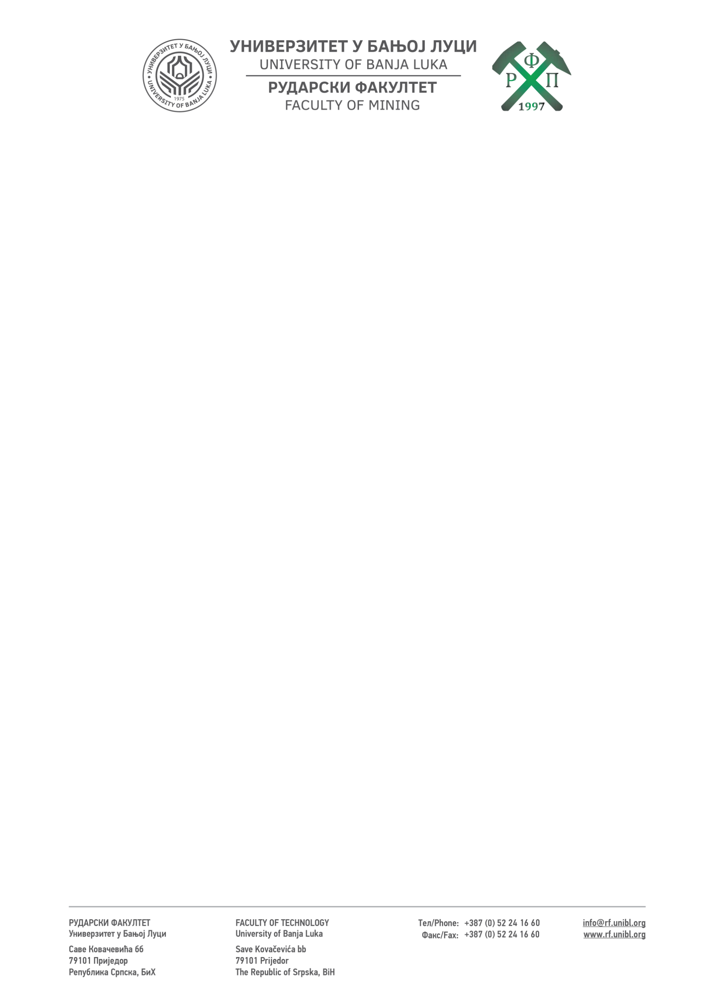 УНИВЕРЗИТЕТ У БАЊОЈ ЛУЦИ
UNIVERSITY OF BANJA LUKA
1975
УНИВЕРЗИТЕТ У БАЊОЈ ЛУЦИ
UNIVERSITY OF BANJA LUKA
РУДАРСКИ ФАКУЛТЕТ
FACULTY OF MINING
Ф
Р П
1997
РУДАРСКИ ФАКУЛТЕТ
Универзитет у Бањој Луци
Саве Ковачевића бб
79101 Приједор
Република Српска, БиХ
FACULTY OF TECHNOLOGY
University of Banja Luka
Save Kovačevića bb
79101 Prijedor
The Republic of Srpska, BiH
Тел/Phone: +387 (0) 52 24 16 60
Факс/Fax: +387 (0) 52 24 16 60
info@rf.unibl.org
www.rf.unibl.org